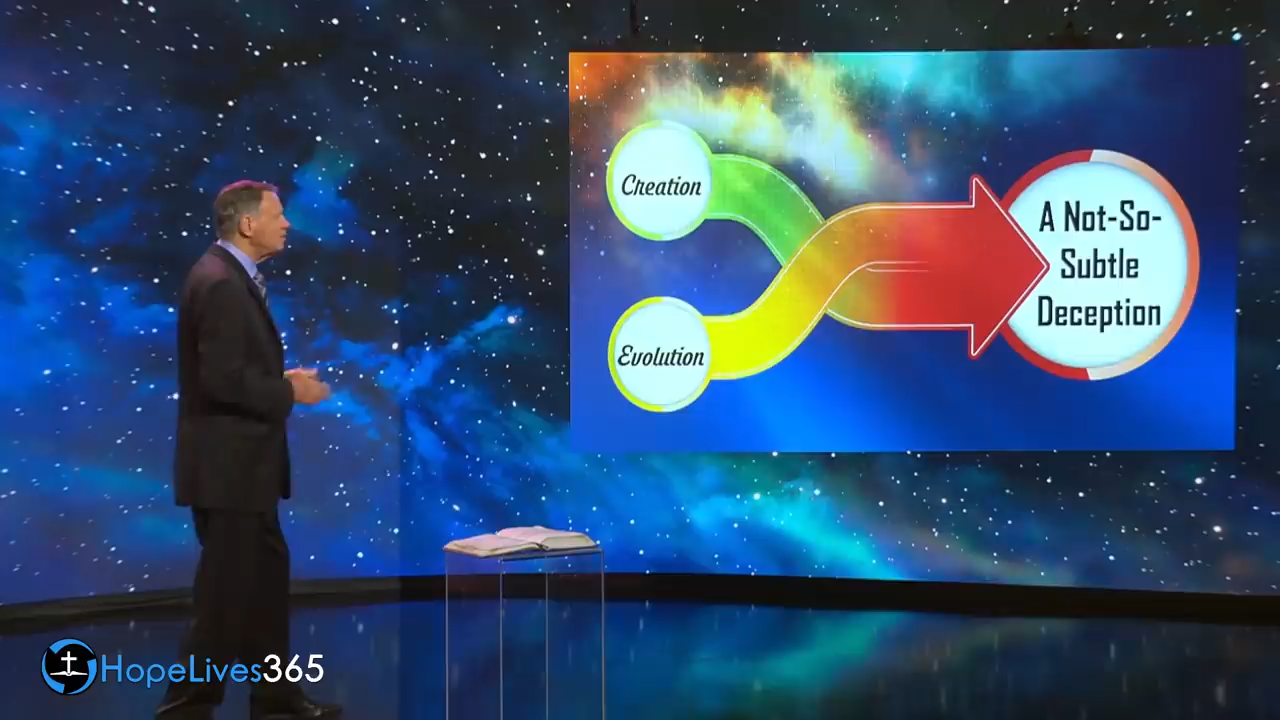 Creation
A Not-So-
Subtle
Deception
Evolution
HopeLives365